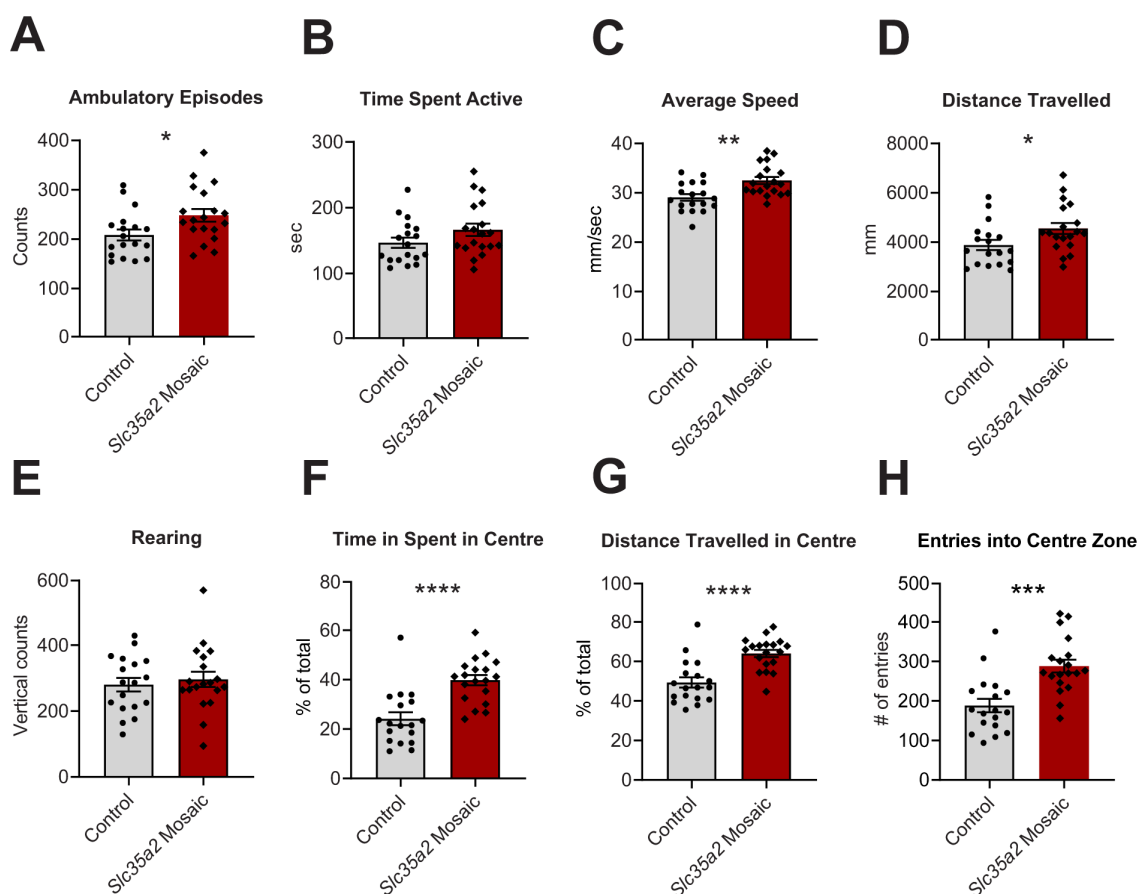 A
B
C
D
Ambulatory Episodes
Time Spent Active
Average Speed
Distance Travelled
*
**
*
400
300
200
100
0
Counts
300
200
100
0
sec
40
30
20
10
0
mm/sec
8000
6000
4000
2000
0
mm
Control
Slc35a2 Mosaic
Control
Slc35a2 Mosaic
Control
Slc35a2 Mosaic
Control
Slc35a2 Mosaic
E
F
G
H
Rearing
Time in Spent in Centre
Distance Travelled in Centre
Entries into Centre Zone
****
****
***
600
400
200
0
Vertical counts
80
60
40
20
0
% of total
100
80
60
40
20
0
% of total
500
400
300
200
100
0
# of entries
Control
Slc35a2 Mosaic
Control
Slc35a2 Mosaic
Control
Slc35a2 Mosaic
Control
Slc35a2 Mosaic